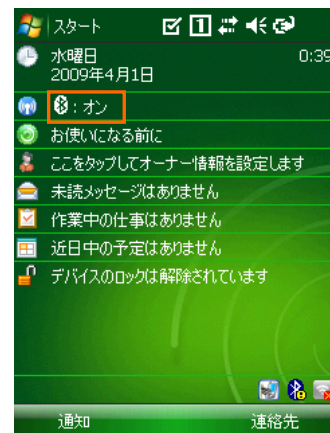 スタート
水曜日 0:39
2009年4月1日
: オン
お使いになる前に
ここをタップしてオーナー情報を設定します
未読メッセージはありません
作業中の仕事はありません
近日中の予定はありません
デバイスのロックは解除されています
通知 連絡先